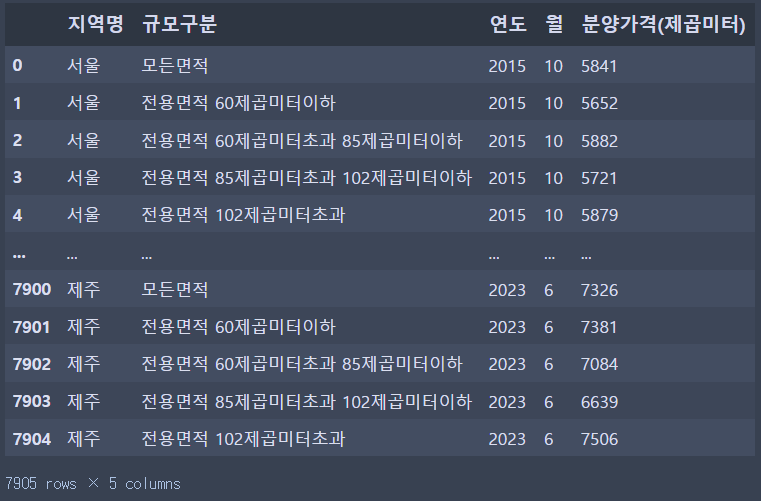 지역명 규모구분 연도 월 분양가격(제곱미터)
0 서울 모든면적 2015 10 5841
1 서울 전용면적 60제곱미터이하 2015 10 5652
2 서울 전용면적 60제곱미터초과 85제곱미터이하 2015 10 5882
3 서울 전용면적 85제곱미터초과 102제곱미터이하 2015 10 5721
4 서울 전용면적 102제곱미터초과 2015 10 5879
... ... ... ... ... ...
7900 제주 모든면적 2023 6 7326
7901 제주 전용면적 60제곱미터이하 2023 6 7381
7902 제주 전용면적 60제곱미터초과 85제곱미터이하 2023 6 7084
7903 제주 전용면적 85제곱미터초과 102제곱미터이하 2023 6 6639
7904 제주 전용면적 102제곱미터초과 2023 6 7506
7905 rows × 5 columns